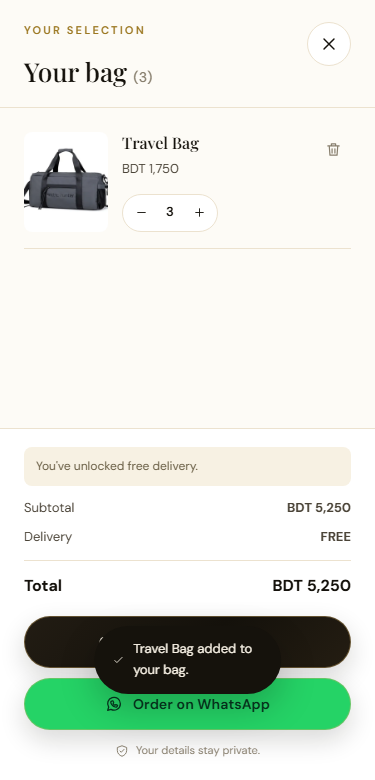 YOUR SELECTION
Your bag (3)
Travel Bag
BDT 1,750
− 3 +
You've unlocked free delivery.
Subtotal BDT 5,250
Delivery FREE
Total BDT 5,250
Travel Bag added to
your bag.
Order on WhatsApp
Your details stay private.